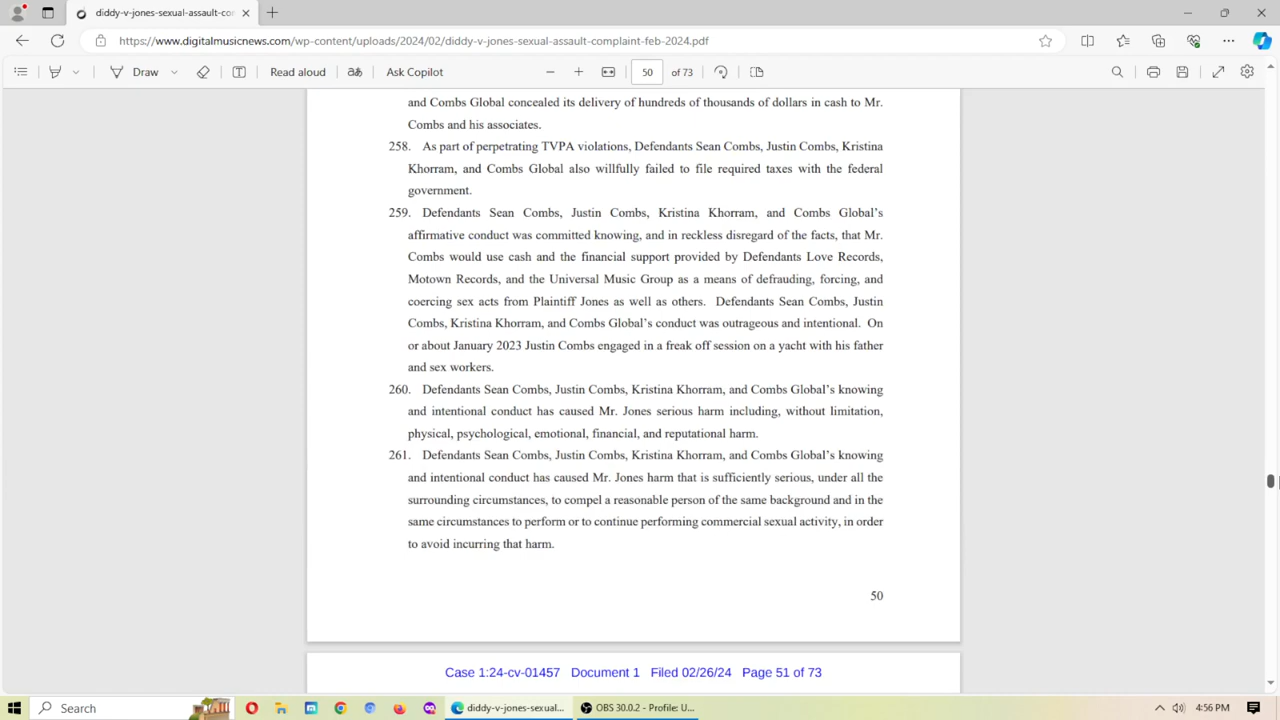 diddy-v-jones-sexual-assault-co
https://www.digitalmusicnews.com/wp-content/uploads/2024/02/diddy-v-jones-sexual-assault-complaint-feb-2024.pdf
Draw Read aloud Ask Copilot 50 of 73
and Combs Global concealed its delivery of hundreds of thousands of dollars in cash to Mr.
Combs and his associates.
258. As part of perpetrating TVPA violations, Defendants Sean Combs, Justin Combs, Kristina
Khorram, and Combs Global also willfully failed to file required taxes with the federal
government.
259. Defendants Sean Combs, Justin Combs, Kristina Khorram, and Combs Global’s
affirmative conduct was committed knowing, and in reckless disregard of the facts, that Mr.
Combs would use cash and the financial support provided by Defendants Love Records,
Motown Records, and the Universal Music Group as a means of defrauding, forcing, and
coercing sex acts from Plaintiff Jones as well as others. Defendants Sean Combs, Justin
Combs, Kristina Khorram, and Combs Global’s conduct was outrageous and intentional. On
or about January 2023 Justin Combs engaged in a freak off session on a yacht with his father
and sex workers.
260. Defendants Sean Combs, Justin Combs, Kristina Khorram, and Combs Global’s knowing
and intentional conduct has caused Mr. Jones serious harm including, without limitation,
physical, psychological, emotional, financial, and reputational harm.
261. Defendants Sean Combs, Justin Combs, Kristina Khorram, and Combs Global’s knowing
and intentional conduct has caused Mr. Jones harm that is sufficiently serious, under all the
surrounding circumstances, to compel a reasonable person of the same background and in the
same circumstances to perform or to continue performing commercial sexual activity, in order
to avoid incurring that harm.
50
Case 1:24-cv-01457 Document 1 Filed 02/26/24 Page 51 of 73
Search diddy-v-jones-sexual... OBS 30.0.2 - Profile: U... 4:56 PM